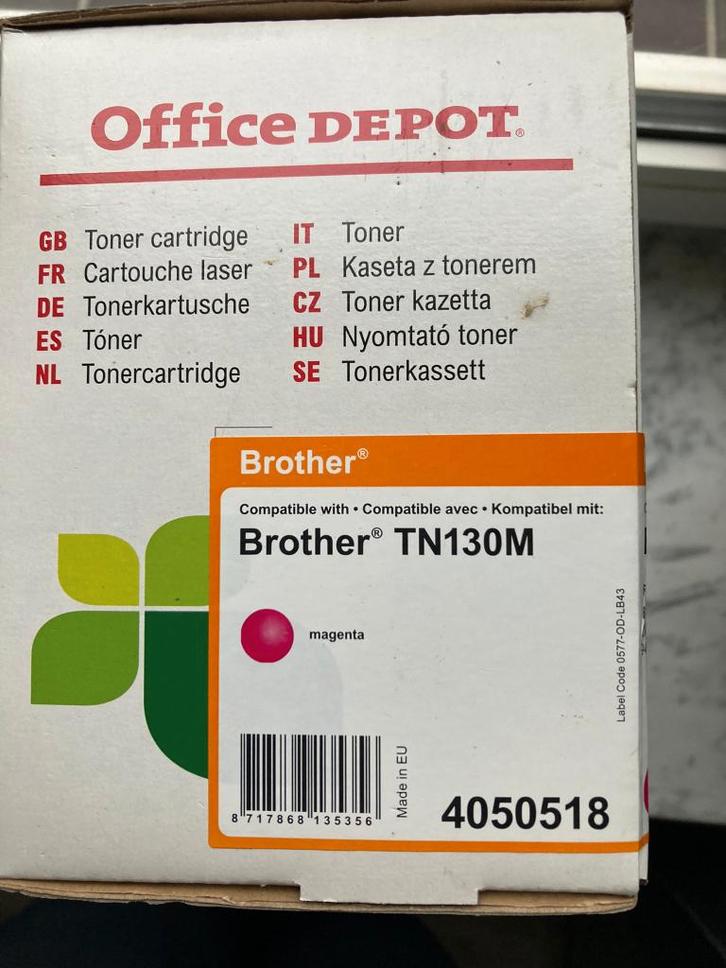 Office DEPOT®
GB Toner cartridge
FR Cartouche laser
DE Tonerkartusche
ES Tóner
NL Tonercartridge
IT Toner
PL Kaseta z tonerem
CZ Toner kazetta
HU Nyomtató toner
SE Tonerkassett
Brother®
Compatible with • Compatible avec • Kompatibel mit:
Brother® TN130M
magenta
Label Code 0577-OD-LB43
Made in EU
8 717868 135356
4050518